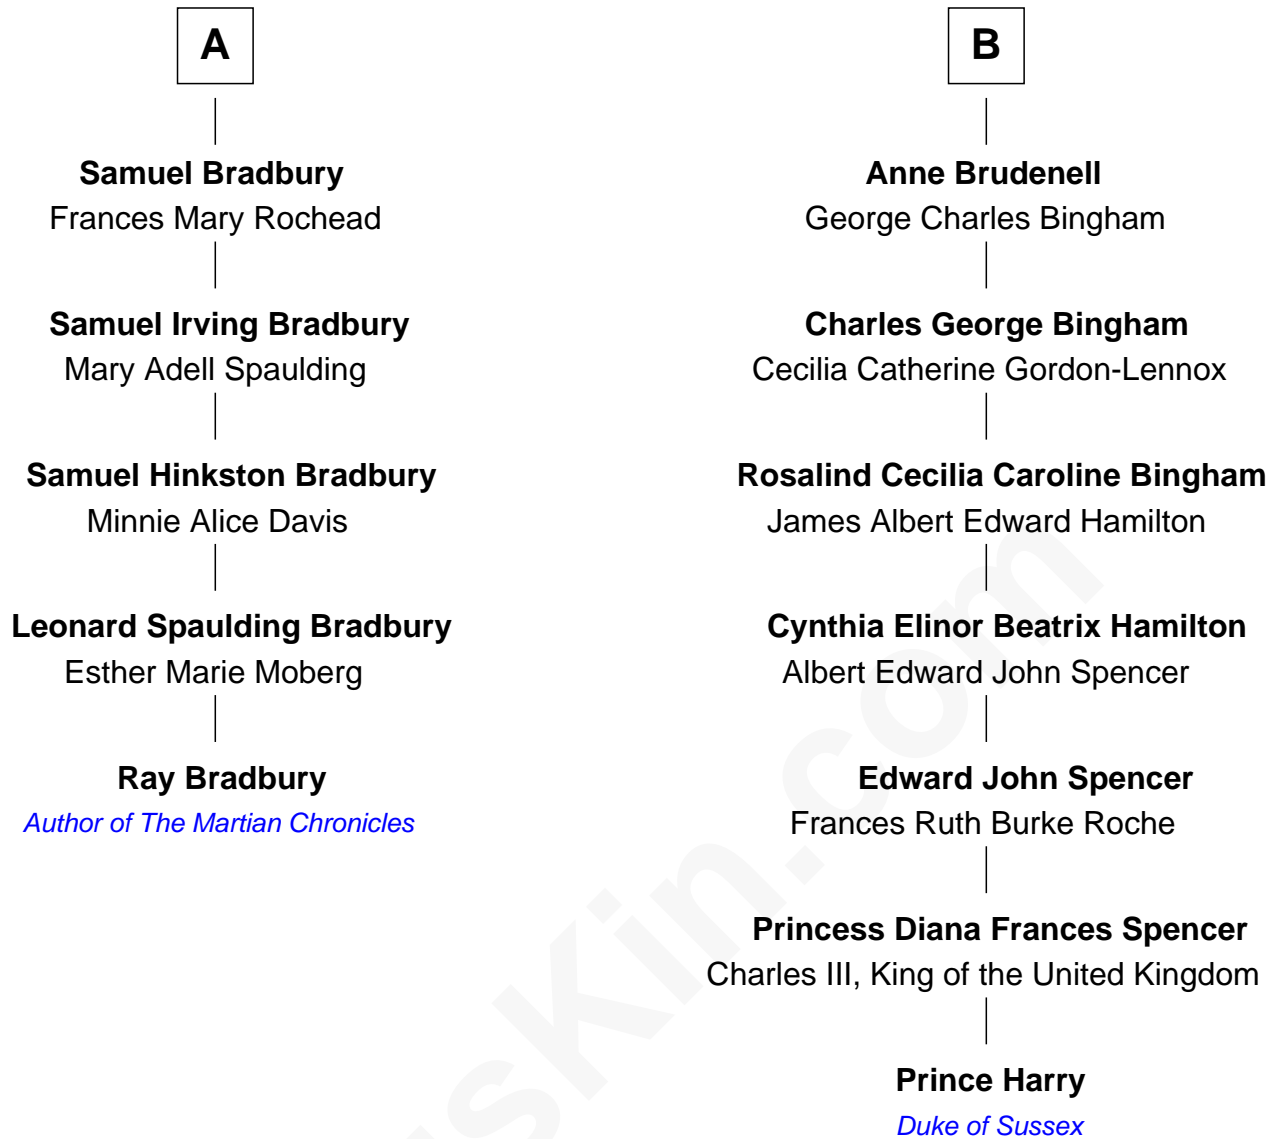 A
Samuel Bradbury
Frances Mary Rochead
Samuel Irving Bradbury
Mary Adell Spaulding
Samuel Hinkston Bradbury
Minnie Alice Davis
Leonard Spaulding Bradbury
Esther Marie Moberg
Ray Bradbury
Author of The Martian Chronicles
B
Anne Brudenell
George Charles Bingham
Charles George Bingham
Cecilia Catherine Gordon-Lennox
Rosalind Cecilia Caroline Bingham
James Albert Edward Hamilton
Cynthia Elinor Beatrix Hamilton
Albert Edward John Spencer
Edward John Spencer
Frances Ruth Burke Roche
Princess Diana Frances Spencer
Charles III, King of the United Kingdom
Prince Harry
Duke of Sussex
sKin.com